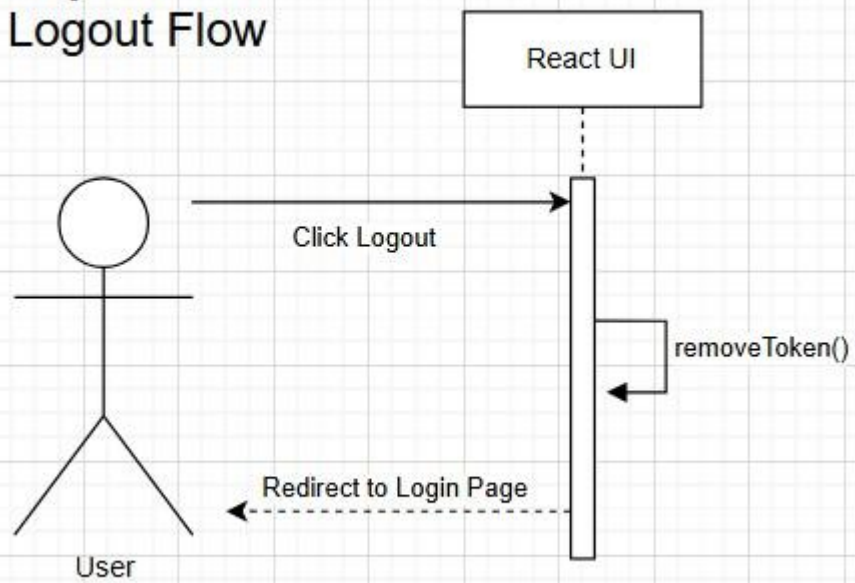 Logout Flow
React UI
Click Logout
removeToken()
Redirect to Login Page
User